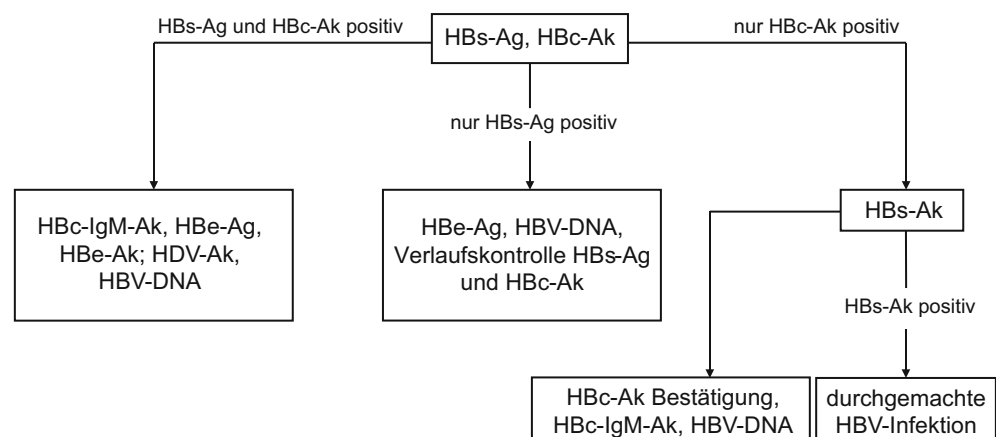 HBs-Ag und HBc-Ak positiv
HBs-Ag, HBc-Ak
nur HBc-Ak positiv
nur HBs-Ag positiv
HBc-IgM-Ak, HBe-Ag,
HBe-Ak; HDV-Ak,
HBV-DNA
HBe-Ag, HBV-DNA,
Verlaufskontrolle HBs-Ag
und HBc-Ak
HBs-Ak
HBs-Ak positiv
HBc-Ak Bestätigung,
HBc-IgM-Ak, HBV-DNA
durchgemachte
HBV-Infektion